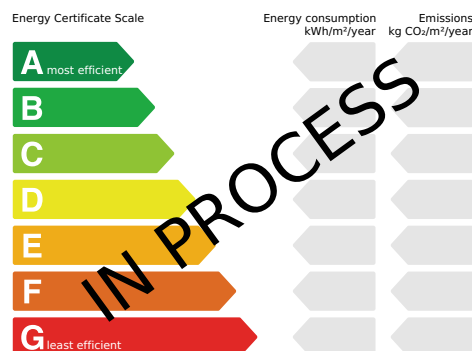 Energy Certificate Scale
Energy consumption
kWh/m²/year
Emissions
kg CO₂/m²/year
A most efficient
B
C
D
E
F
G least efficient
IN PROCESS